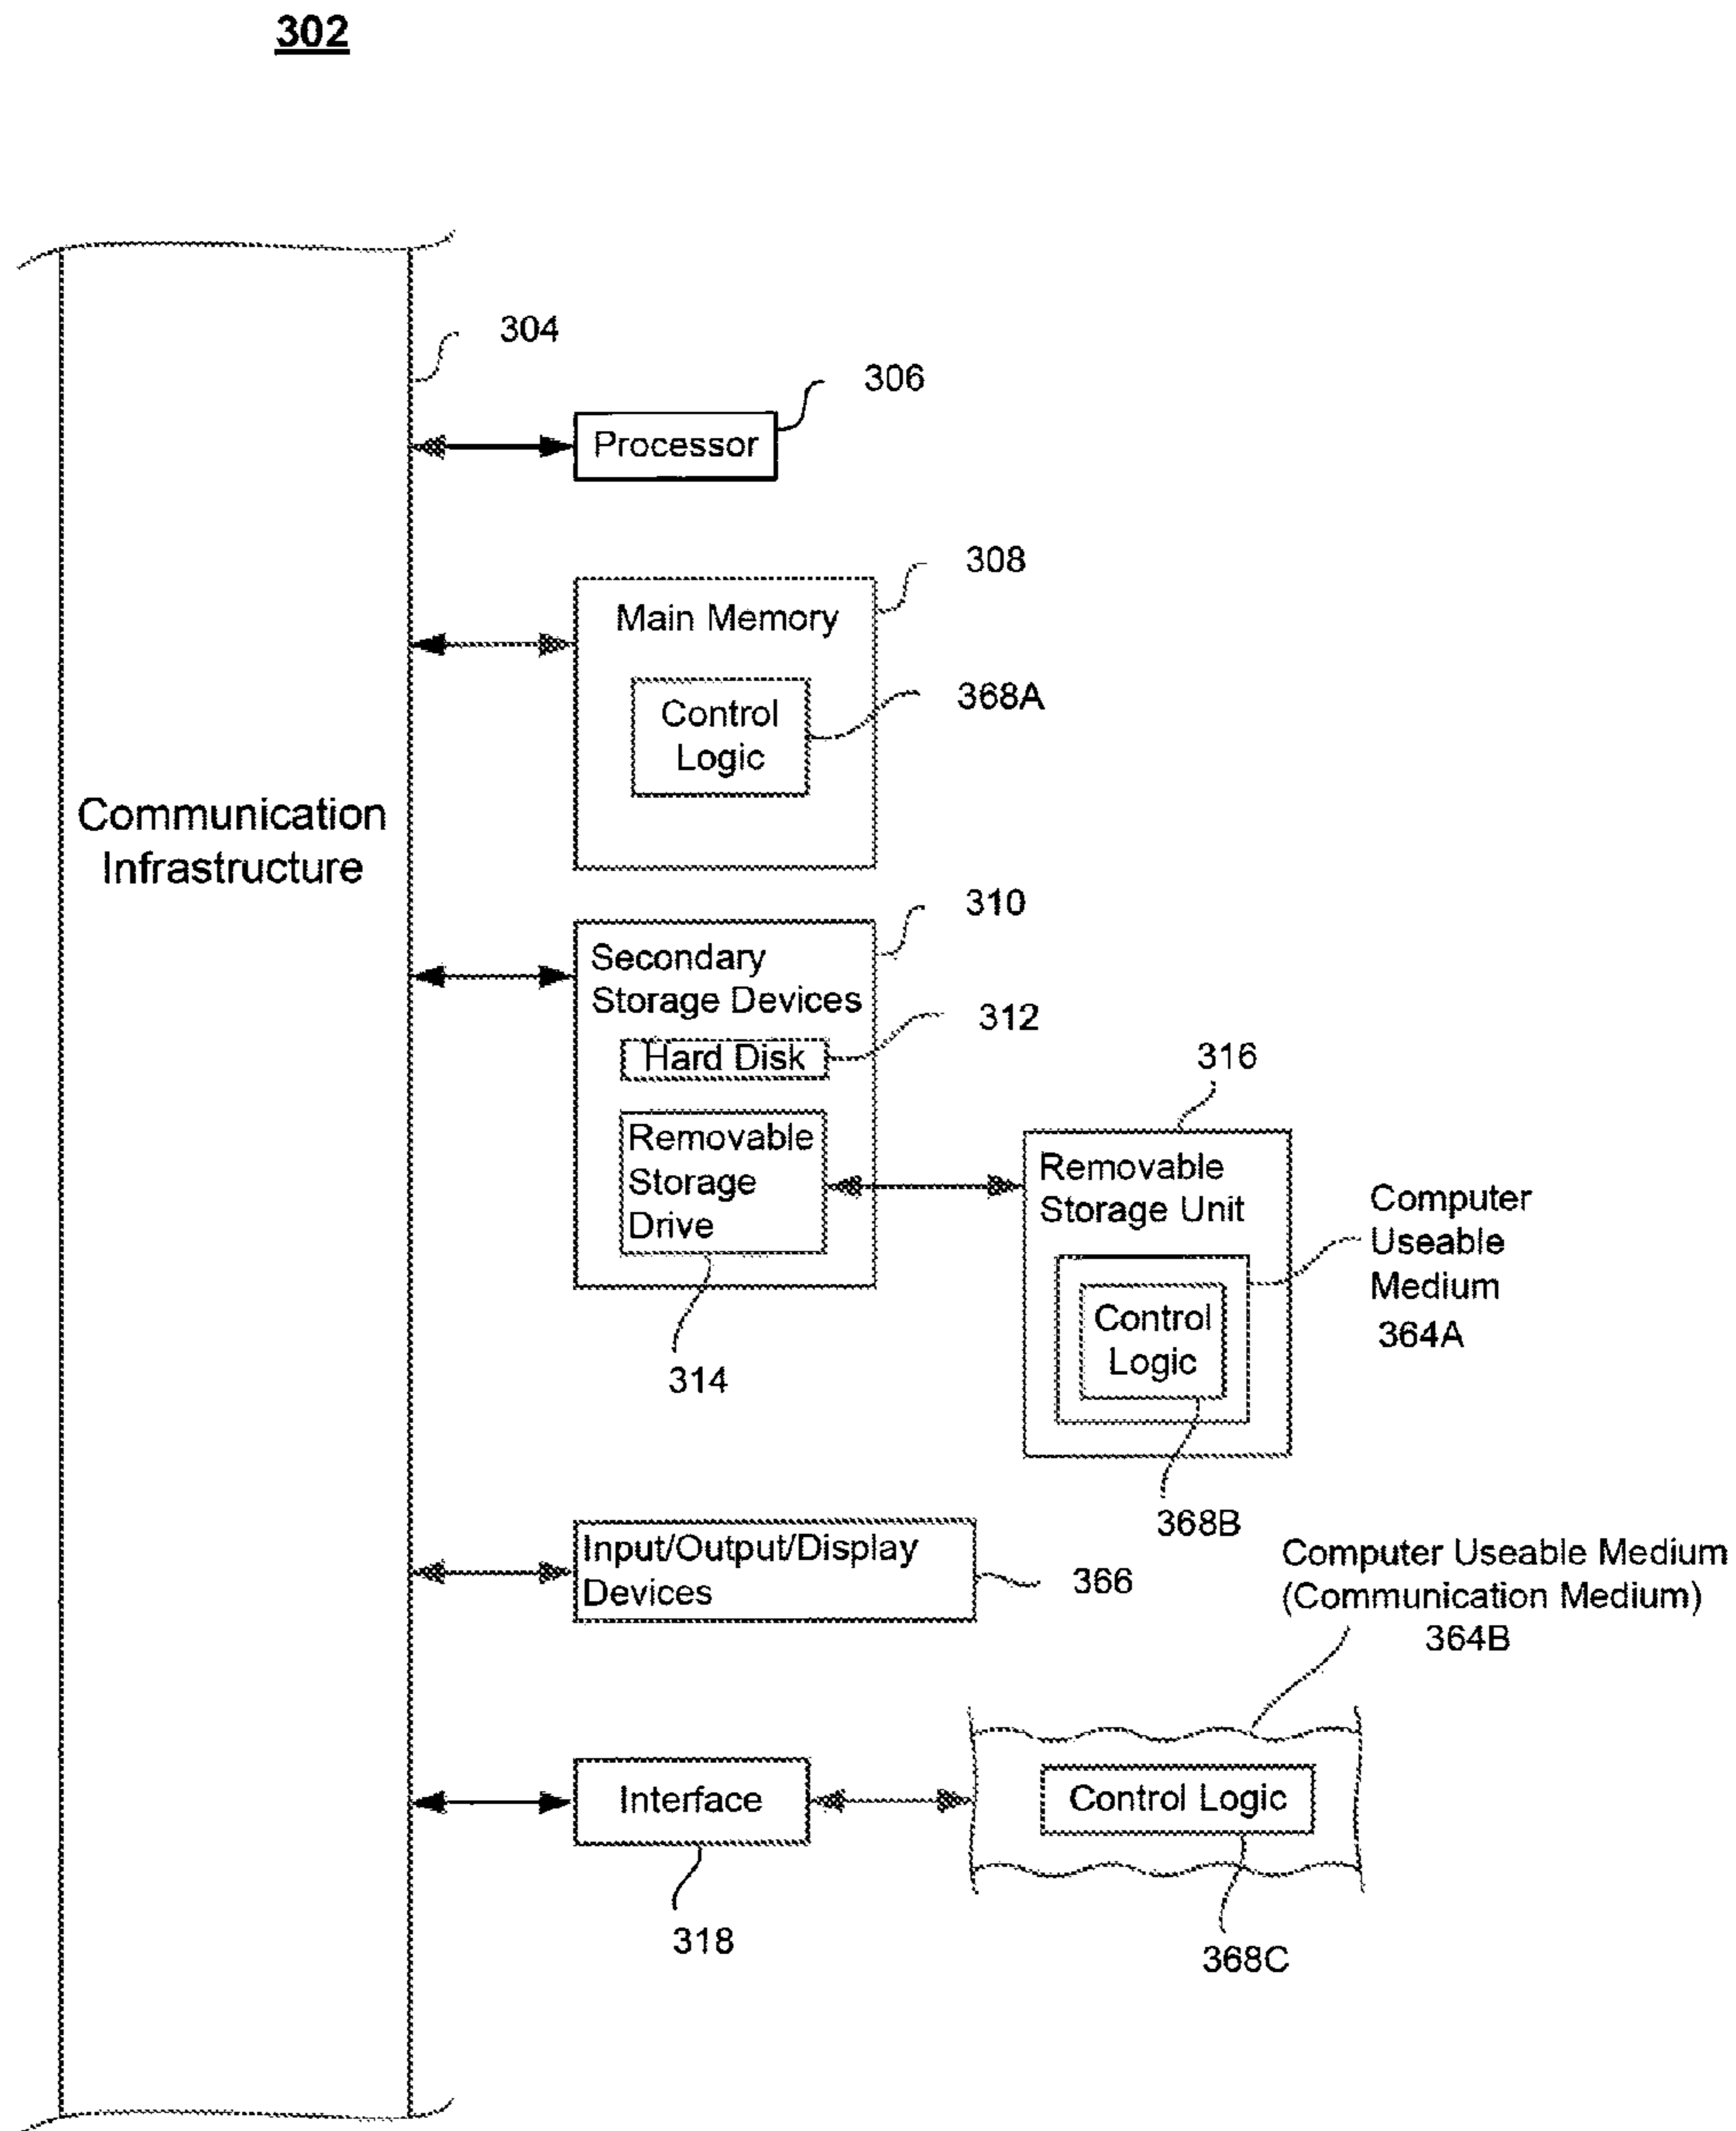 302
304
306
Processor
308
Main Memory
368A
Control
Logic
Communication
Infrastructure
310
Secondary
Storage Devices
312
Hard Disk
316
Removable
Storage
Drive
Removable
Storage Unit
Computer
Useable
Medium
364A
Control
Logic
314
368B
Input/Output/Display
Devices
366
Computer Useable Medium
(Communication Medium)
364B
Interface
Control Logic
318
368C